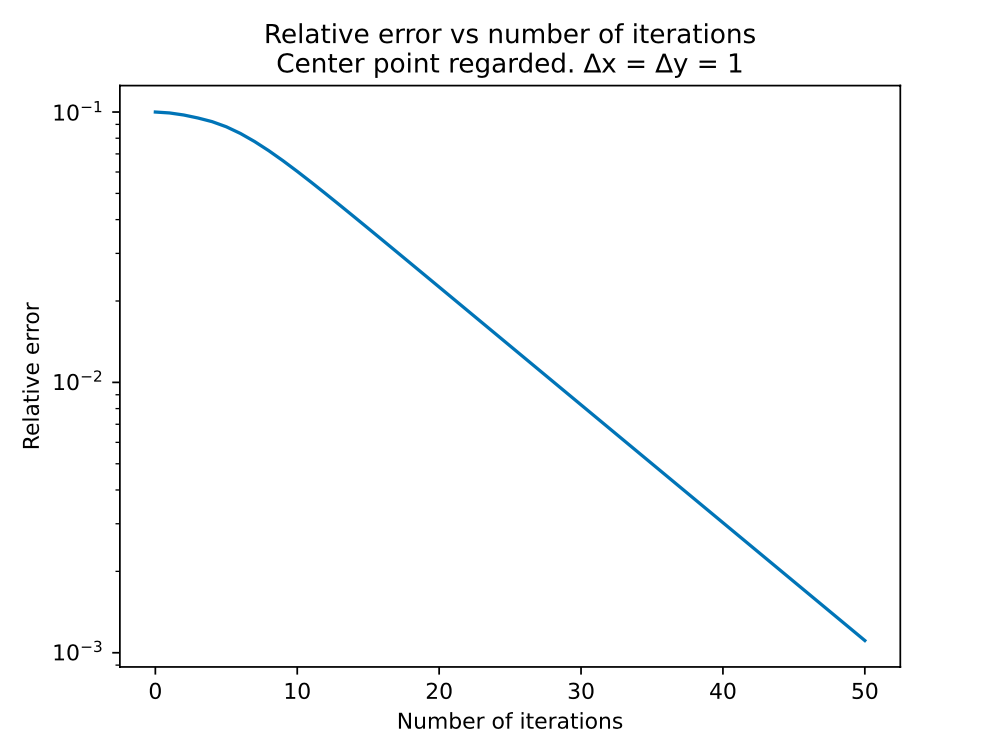 Relative error vs number of iterations
Center point regarded. Δx = Δy = 1
Relative error
10⁻¹
10⁻²
10⁻³
0 10 20 30 40 50
Number of iterations